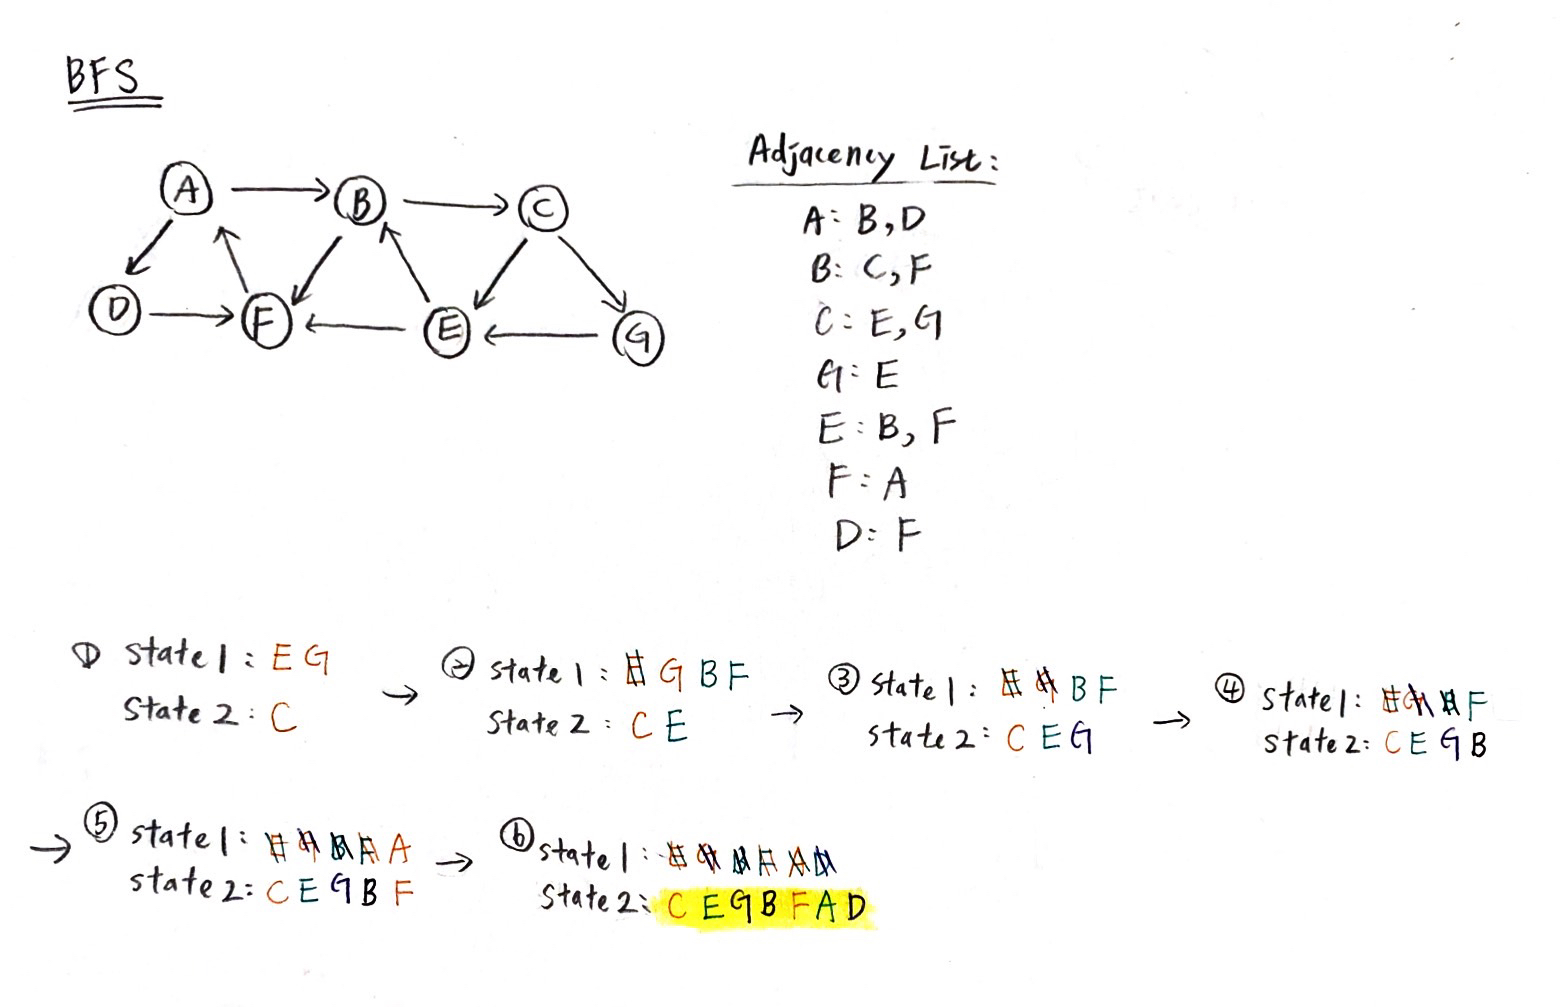 BFS
A B C
D F E G
Adjacency List:
A: B, D
B: C, F
C: E, G
G: E
E: B, F
F: A
D: F
① state 1: E G
state 2: C
→ ② state 1: E G B F
state 2: C E
→ ③ state 1: E G B F
state 2: C E G
→ ④ state 1: E G B F
state 2: C E G B
→ ⑤ state 1: E G B F A
state 2: C E G B F
→ ⑥ state 1: E G B F A D
state 2: C E G B F A D